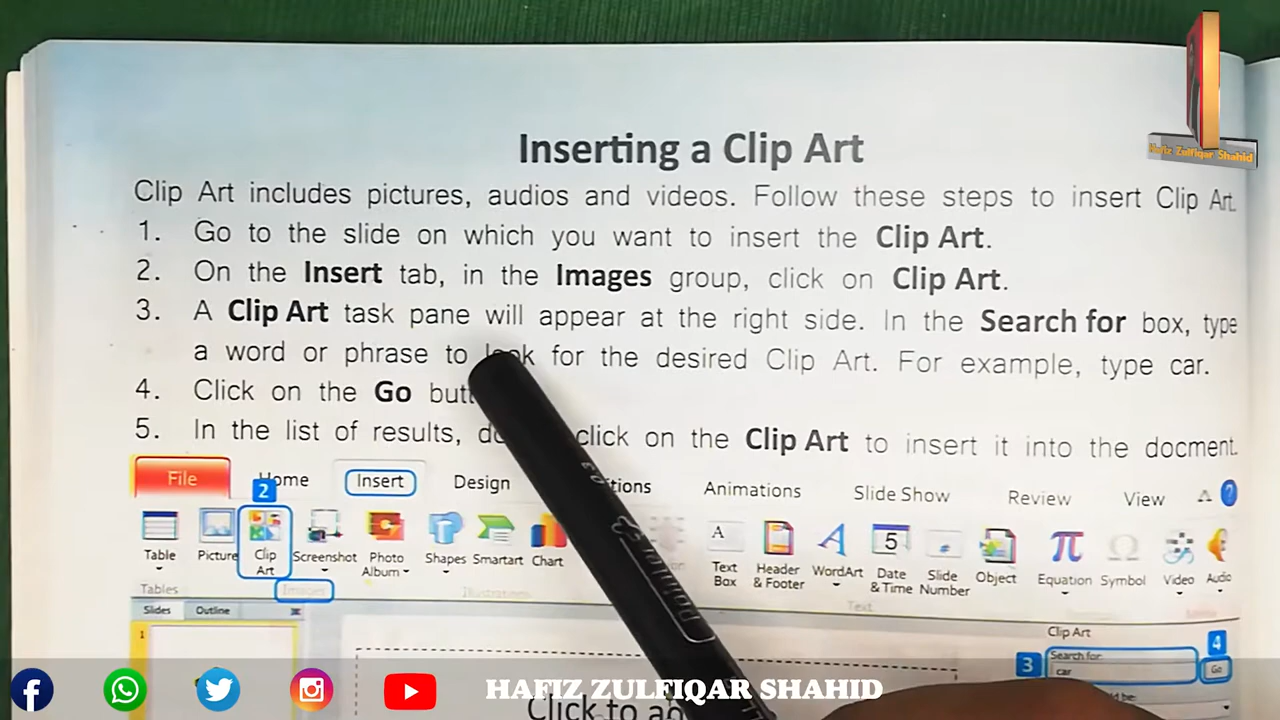 Hafiz Zulfiqar Shahid
Inserting a Clip Art
Clip Art includes pictures, audios and videos. Follow these steps to insert Clip Art.
1. Go to the slide on which you want to insert the Clip Art.
2. On the Insert tab, in the Images group, click on Clip Art.
3. A Clip Art task pane will appear at the right side. In the Search for box, type
a word or phrase to look for the desired Clip Art. For example, type car.
4. Click on the Go
5. In the list of results, click on the Clip Art to insert it into the docment.
File Home Insert Design Animations Slide Show Review View
2
Table Picture Clip Art Screenshot Photo Album Shapes Smartart Chart Text Box Header & Footer WordArt Date & Time Slide Number Object Equation Symbol Video Audio
Tables Images Text
Slides Outline
1
Clip Art
4
3 Search for: Go
car
Click to
HAFIZ ZULFIQAR SHAHID